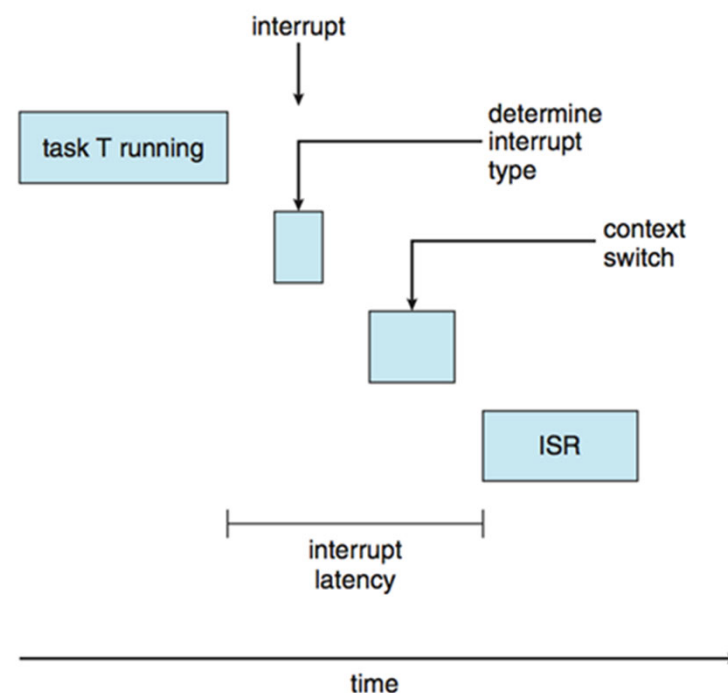 interrupt
task T running
determine
interrupt
type
context
switch
ISR
interrupt
latency
time